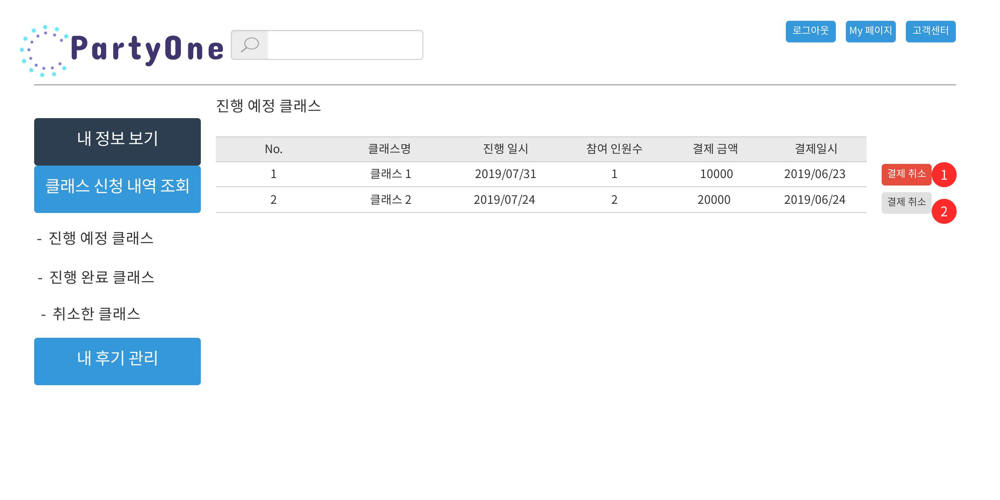 PartyOne
로그아웃 My 페이지 고객센터
진행 예정 클래스
내 정보 보기
클래스 신청 내역 조회
- 진행 예정 클래스
- 진행 완료 클래스
- 취소한 클래스
내 후기 관리
No. 클래스명 진행 일시 참여 인원수 결제 금액 결제일시
1 클래스 1 2019/07/31 1 10000 2019/06/23 결제 취소 1
2 클래스 2 2019/07/24 2 20000 2019/06/24 결제 취소 2